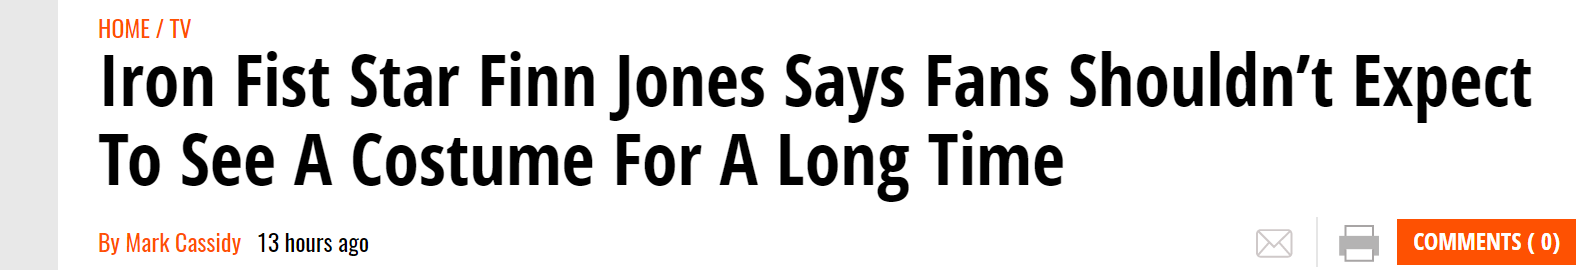 HOME / TV
Iron Fist Star Finn Jones Says Fans Shouldn’t Expect
To See A Costume For A Long Time
By Mark Cassidy 13 hours ago
COMMENTS ( 0)